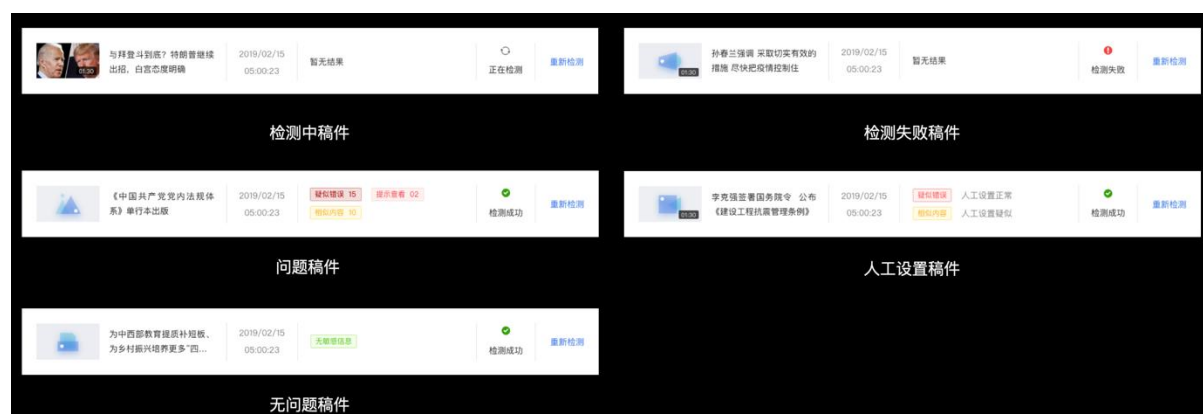 与拜登斗到底?特朗普继续
出招,白宫态度明确
01:30
2019/02/15
05:00:23
暂无结果
正在检测
重新检测
检测中稿件
孙春兰强调 采取切实有效的
措施 尽快把疫情控制住
01:30
2019/02/15
05:00:23
暂无结果
检测失败
重新检测
检测失败稿件
《中国共产党党内法规体
系》单行本出版
2019/02/15
05:00:23
疑似错误 15 提示查看 02
相似内容 10
检测成功
重新检测
问题稿件
李克强签署国务院令 公布
《建设工程抗震管理条例》
01:30
2019/02/15
05:00:23
疑似错误 人工设置正常
相似内容 人工设置疑似
检测成功
重新检测
人工设置稿件
为中西部教育提质补短板、
为乡村振兴培养更多“四...
2019/02/15
05:00:23
无敏感信息
检测成功
重新检测
无问题稿件